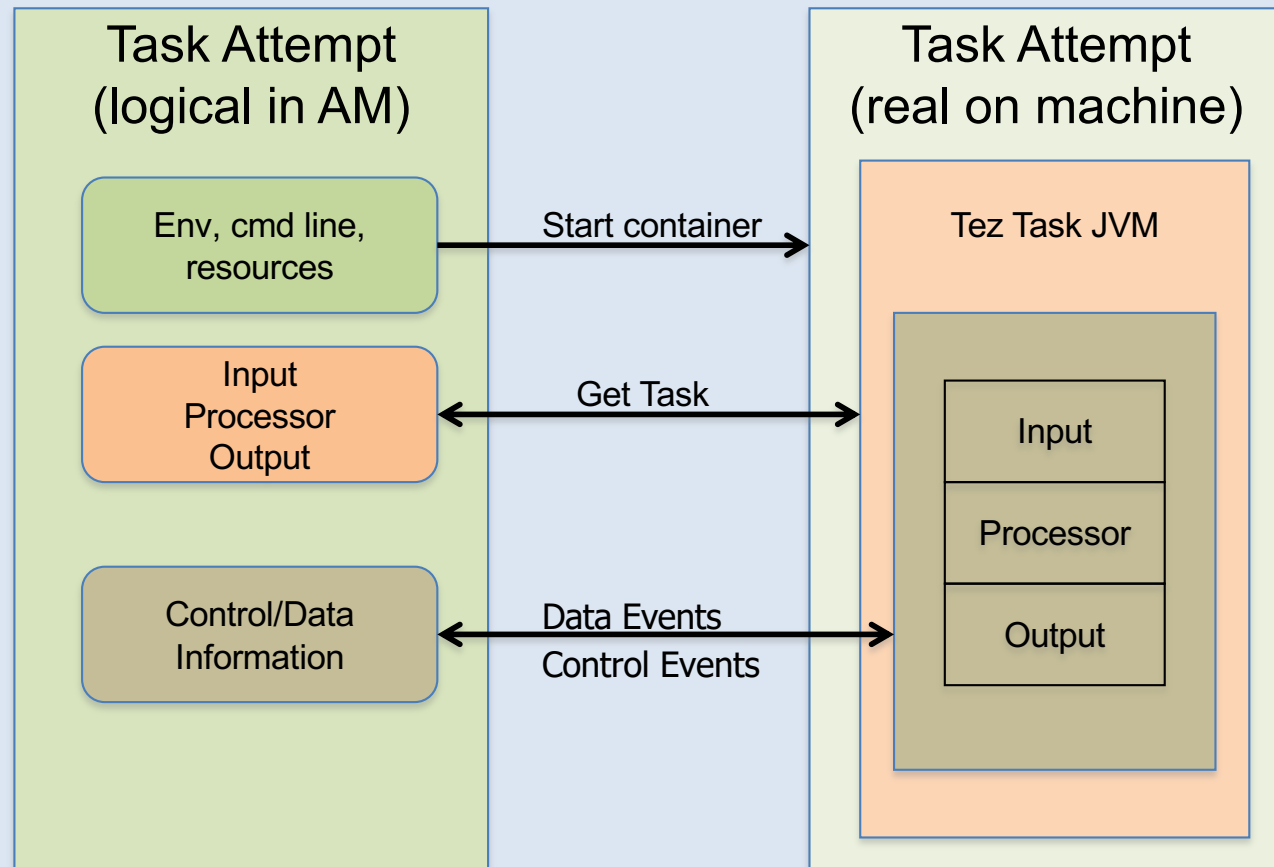 Task Attempt
(logical in AM)
Env, cmd line,
resources
Input
Processor
Output
Control/Data
Information
Start container
Get Task
Data Events
Control Events
Task Attempt
(real on machine)
Tez Task JVM
Input
Processor
Output